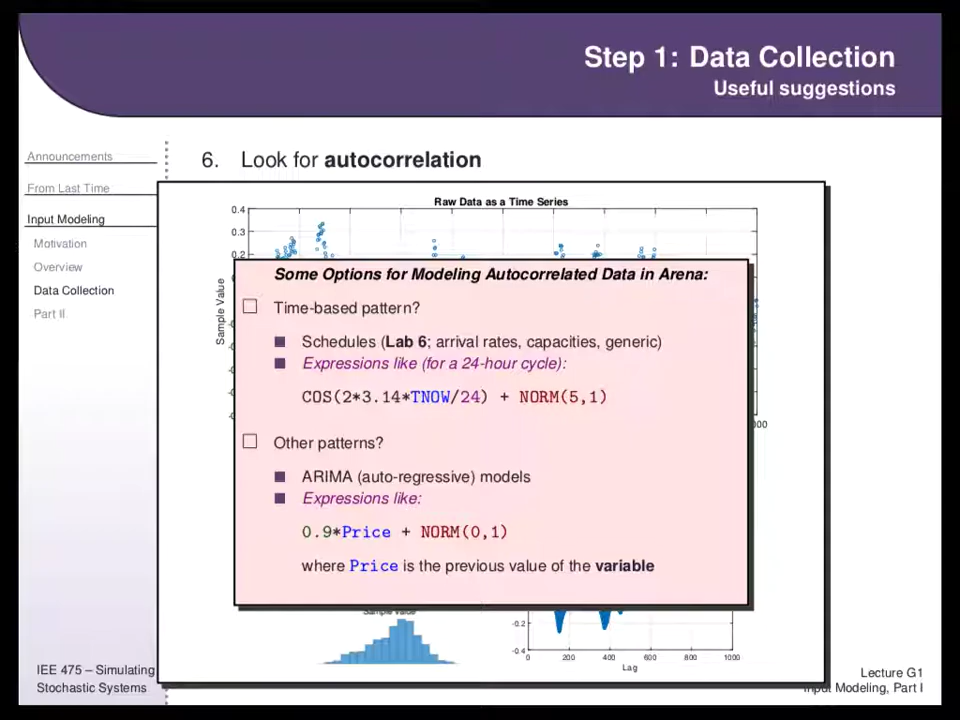 Step 1: Data Collection
Useful suggestions
Announcements
From Last Time
Input Modeling
Motivation
Overview
Data Collection
Part II
6. Look for autocorrelation
Raw Data as a Time Series
0.4
0.3
0.2
Sample Value
Some Options for Modeling Autocorrelated Data in Arena:
Time-based pattern?
Schedules (Lab 6; arrival rates, capacities, generic)
Expressions like (for a 24-hour cycle):
COS(2*3.14*TNOW/24) + NORM(5,1)
Other patterns?
ARIMA (auto-regressive) models
Expressions like:
0.9*Price + NORM(0,1)
where Price is the previous value of the variable
Sample Value
-0.2
-0.4
0 200 400 600 800 1000
Lag
IEE 475 – Simulating
Stochastic Systems
Lecture G1
Input Modeling, Part I